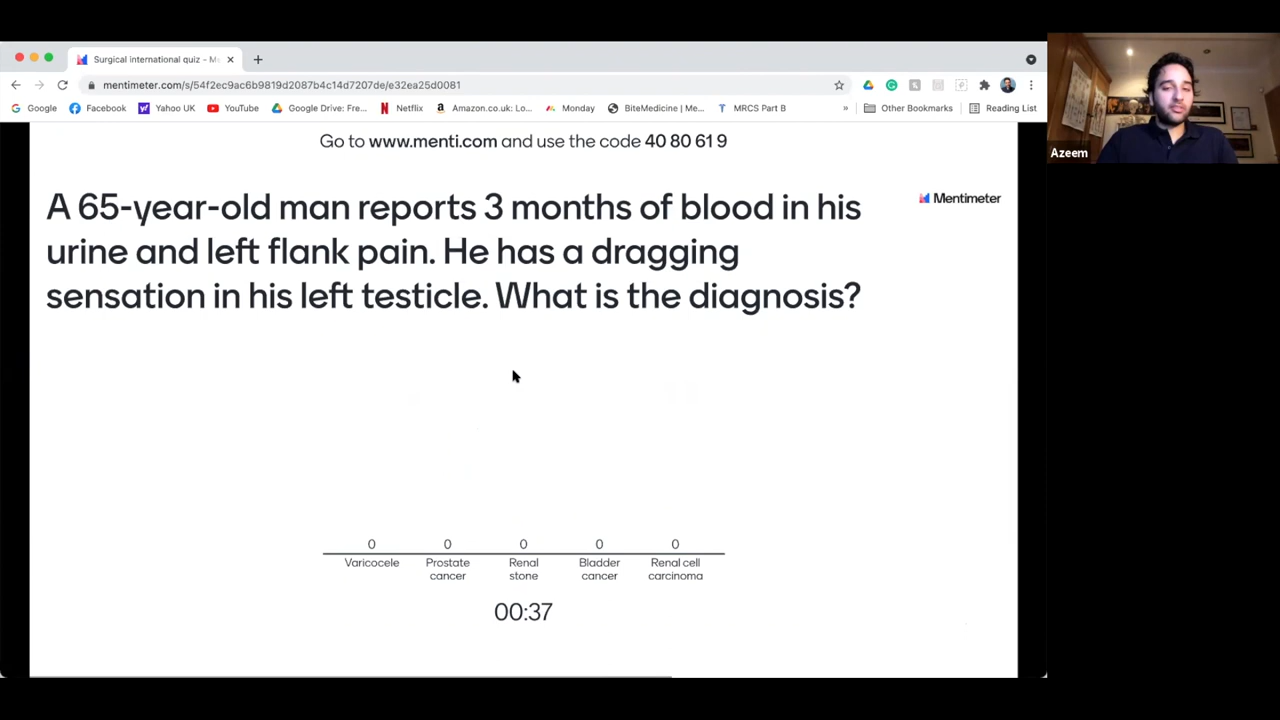 Surgical international quiz - Me
mentimeter.com/s/54f2ec9ac6b9819d2087b4c14d7207de/e32ea25d0081
Google Facebook Yahoo UK YouTube Google Drive: Fre... Netflix Amazon.co.uk: Lo... Monday BiteMedicine | Me... MRCS Part B » Other Bookmarks Reading List
Azeem
Go to www.menti.com and use the code 40 80 61 9
Mentimeter
A 65-year-old man reports 3 months of blood in his
urine and left flank pain. He has a dragging
sensation in his left testicle. What is the diagnosis?
0 0 0 0 0
Varicocele Prostate Renal Bladder Renal cell
cancer stone cancer carcinoma
00:37